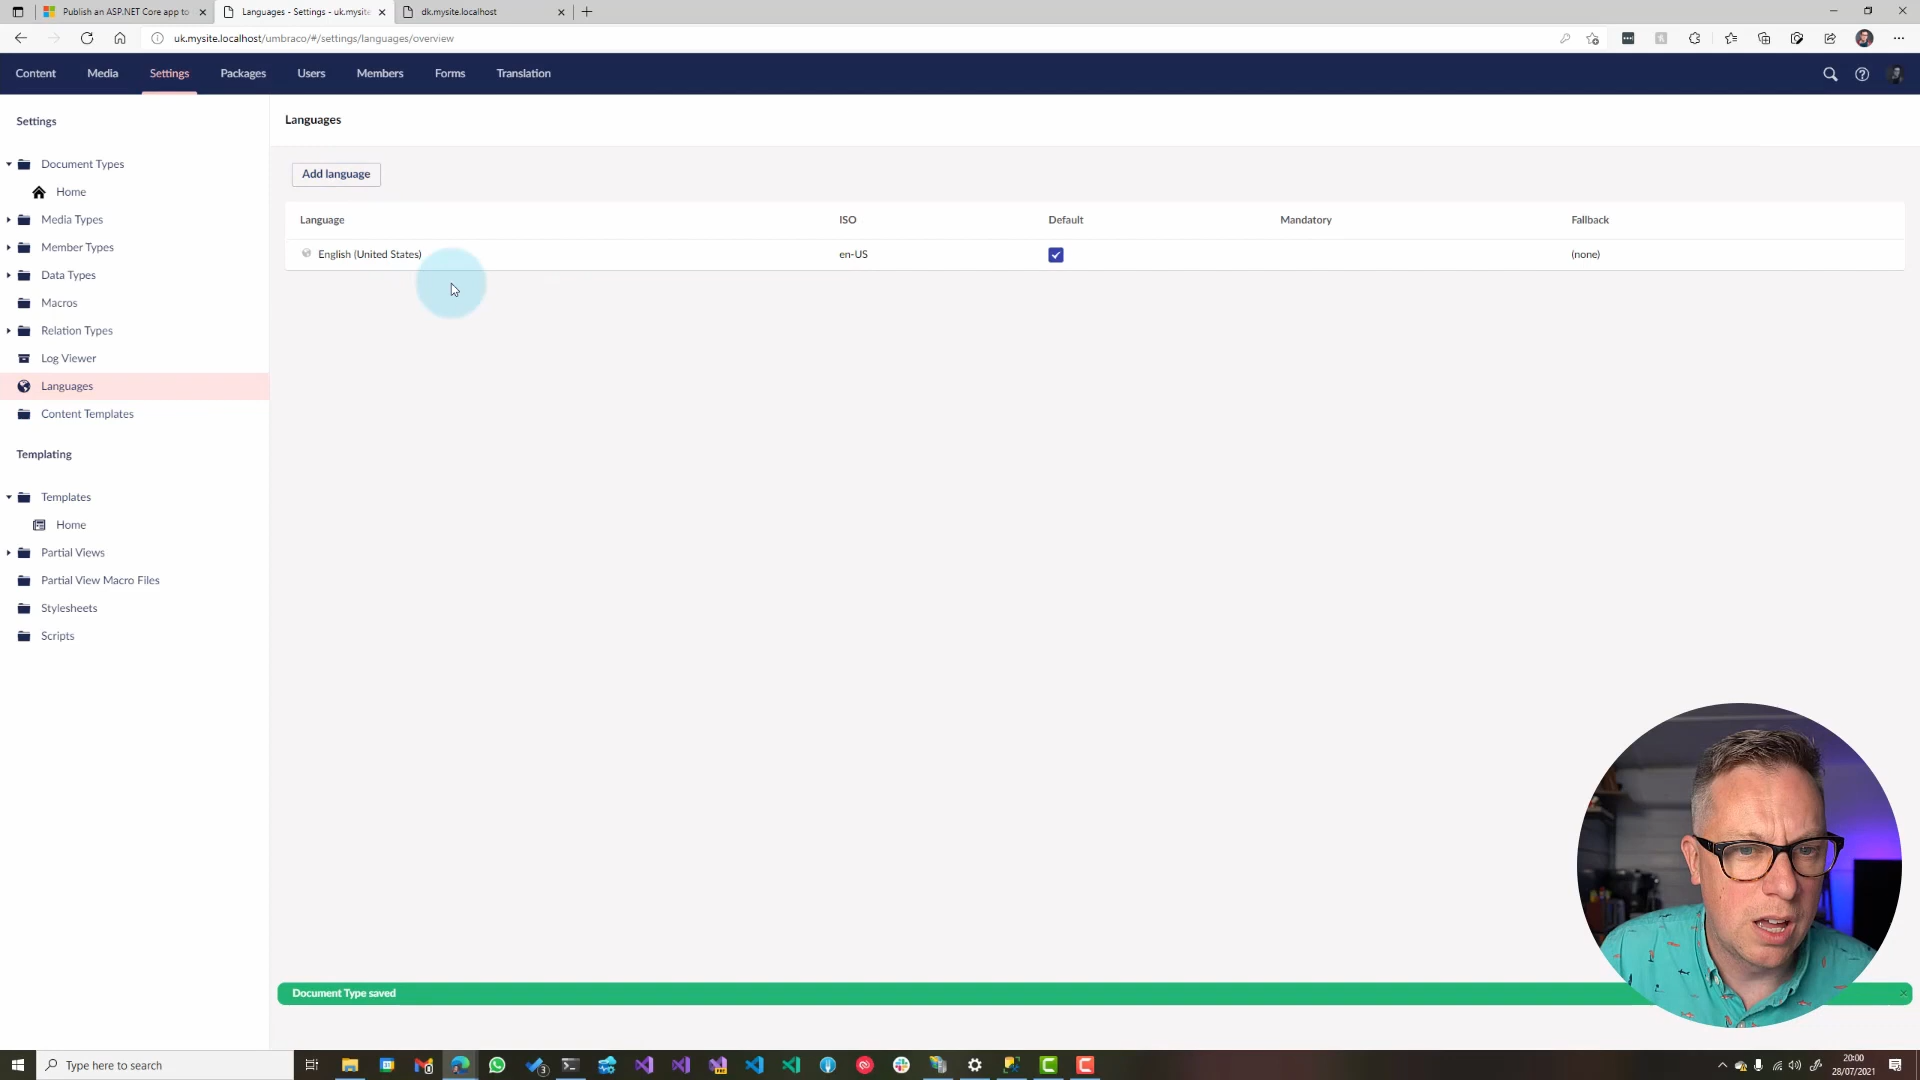 Publish an ASP.NET Core app to
Languages - Settings - uk.mysite
dk.mysite.localhost
uk.mysite.localhost/umbraco/#/settings/languages/overview
Content
Media
Settings
Packages
Users
Members
Forms
Translation
Settings
Document Types
Home
Media Types
Member Types
Data Types
Macros
Relation Types
Log Viewer
Languages
Content Templates
Templating
Templates
Home
Partial Views
Partial View Macro Files
Stylesheets
Scripts
Languages
Add language
Language ISO Default Mandatory Fallback
English (United States) en-US (none)
Document Type saved
Type here to search
20:00
28/07/2021